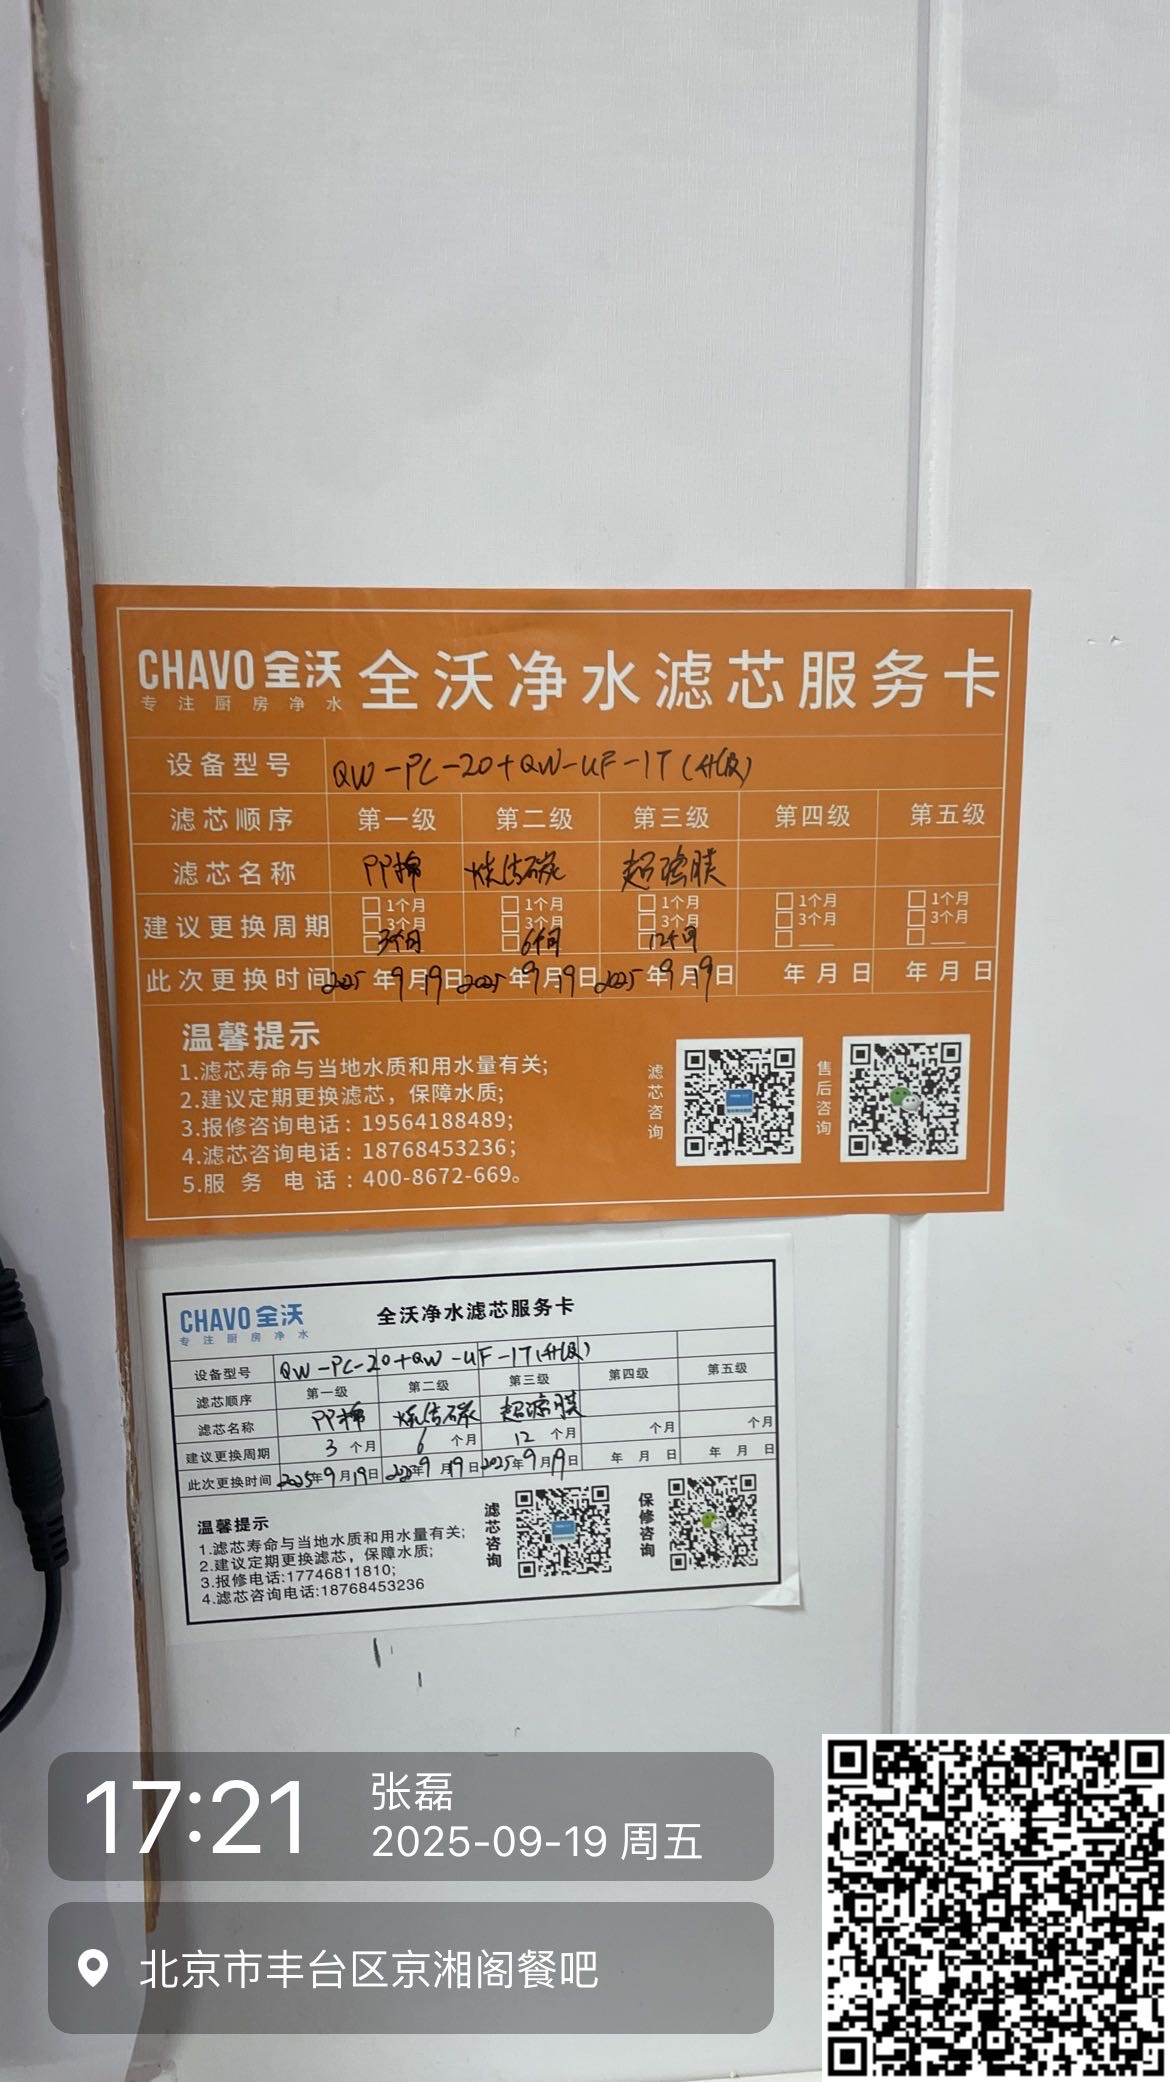 CHAVO 全沃 全沃净水滤芯服务卡
专注厨房净水
设备型号 QW-PC-20+QW-UF-1T(升级)
滤芯顺序 第一级 第二级 第三级 第四级 第五级
滤芯名称 PP棉 烧结碳 超滤膜
建议更换周期 1个月 1个月 1个月 1个月 1个月
3个月 3个月 3个月 3个月 3个月
3个月 6个月 12个月
此次更换时间 2025年9月19日 2025年9月19日 2025年9月19日 年月日 年月日
温馨提示
1.滤芯寿命与当地水质和用水量有关;
2.建议定期更换滤芯，保障水质;
3.报修咨询电话：19564188489;
4.滤芯咨询电话：18768453236;
5.服务电话：400-8672-669。
滤芯咨询
售后咨询
CHAVO 全沃 全沃净水滤芯服务卡
专注厨房净水
设备型号 QW-PC-20+QW-UF-1T(升级)
滤芯顺序 第一级 第二级 第三级 第四级 第五级
滤芯名称 PP棉 烧结碳 超滤膜
建议更换周期 3个月 6个月 12个月 个月 个月
此次更换时间 2025年9月19日 2025年9月19日 2025年9月19日 年月日 年月日
温馨提示
1.滤芯寿命与当地水质和用水量有关;
2.建议定期更换滤芯，保障水质;
3.报修电话:17746811810;
4.滤芯咨询电话:18768453236
滤芯咨询
保修咨询
17:21 张磊
2025-09-19 周五
北京市丰台区京湘阁餐吧